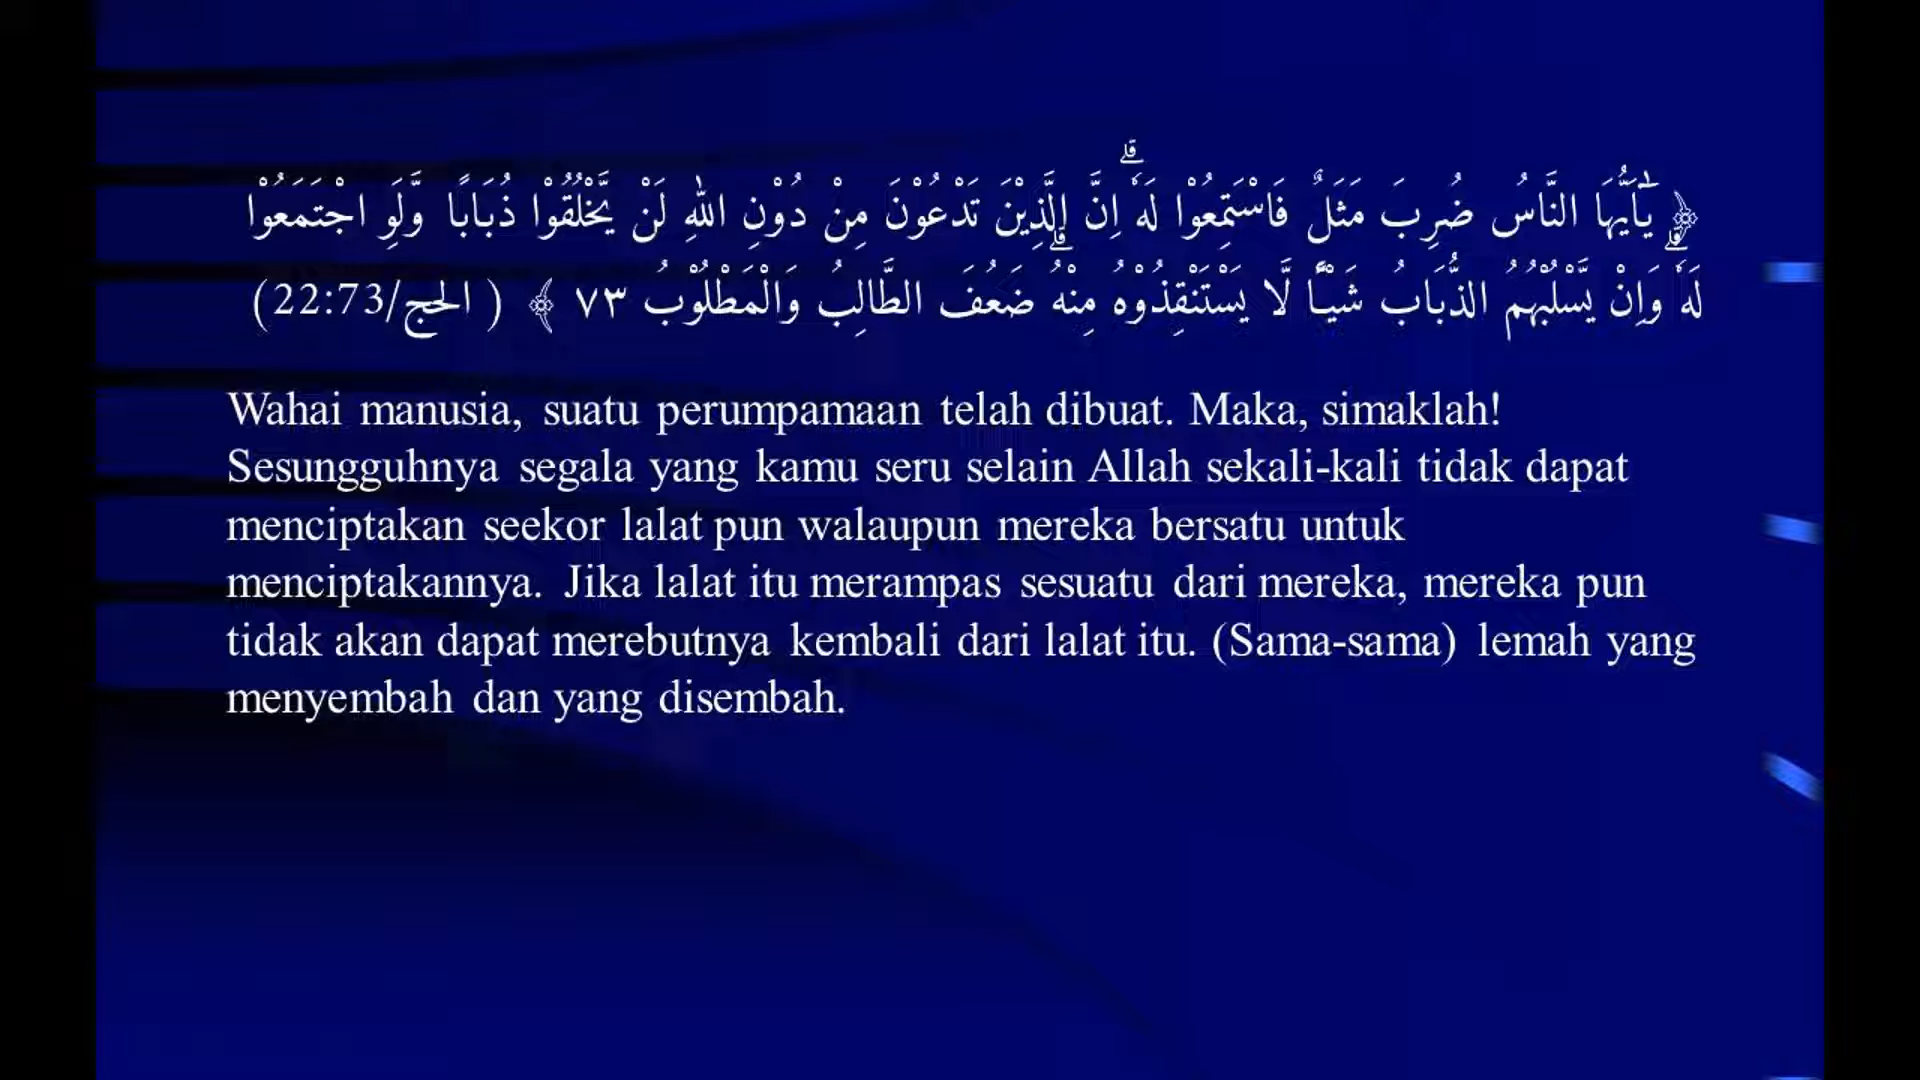 ﴿ يٰٓاَيُّهَا النَّاسُ ضُرِبَ مَثَلٌ فَاسْتَمِعُوْا لَهٗ ۗاِنَّ الَّذِيْنَ تَدْعُوْنَ مِنْ دُوْنِ اللّٰهِ لَنْ يَّخْلُقُوْا ذُبَابًا وَّلَوِ اجْتَمَعُوْا
لَهٗ ۗوَاِنْ يَّسْلُبْهُمُ الذُّبَابُ شَيْـًٔا لَّا يَسْتَنْقِذُوْهُ مِنْهُۗ ضَعُفَ الطَّالِبُ وَالْمَطْلُوْبُ ٧٣ ﴾ ( الحج/22:73)
Wahai manusia, suatu perumpamaan telah dibuat. Maka, simaklah!
Sesungguhnya segala yang kamu seru selain Allah sekali-kali tidak dapat
menciptakan seekor lalat pun walaupun mereka bersatu untuk
menciptakannya. Jika lalat itu merampas sesuatu dari mereka, mereka pun
tidak akan dapat merebutnya kembali dari lalat itu. (Sama-sama) lemah yang
menyembah dan yang disembah.